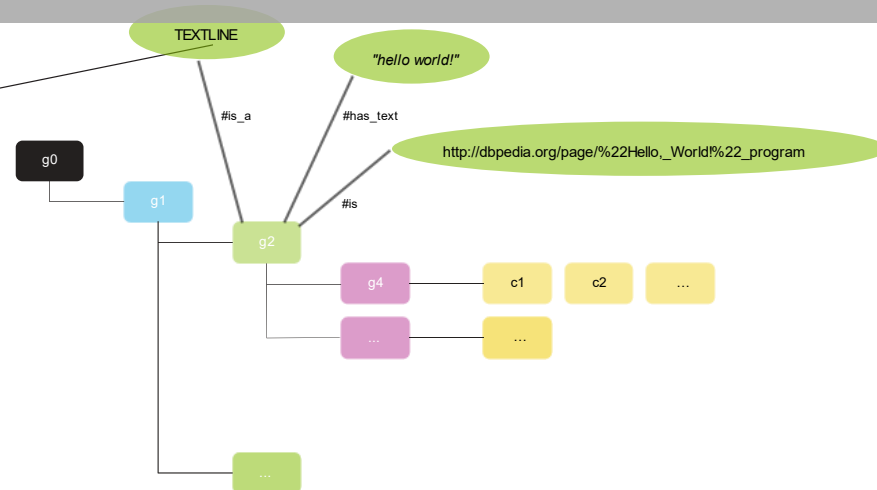 TEXTLINE
"hello world!"
#is_a
#has_text
http://dbpedia.org/page/%22Hello,_World!%22_program
g0
g1
#is
g2
g4
c1
c2
...
...
...
...